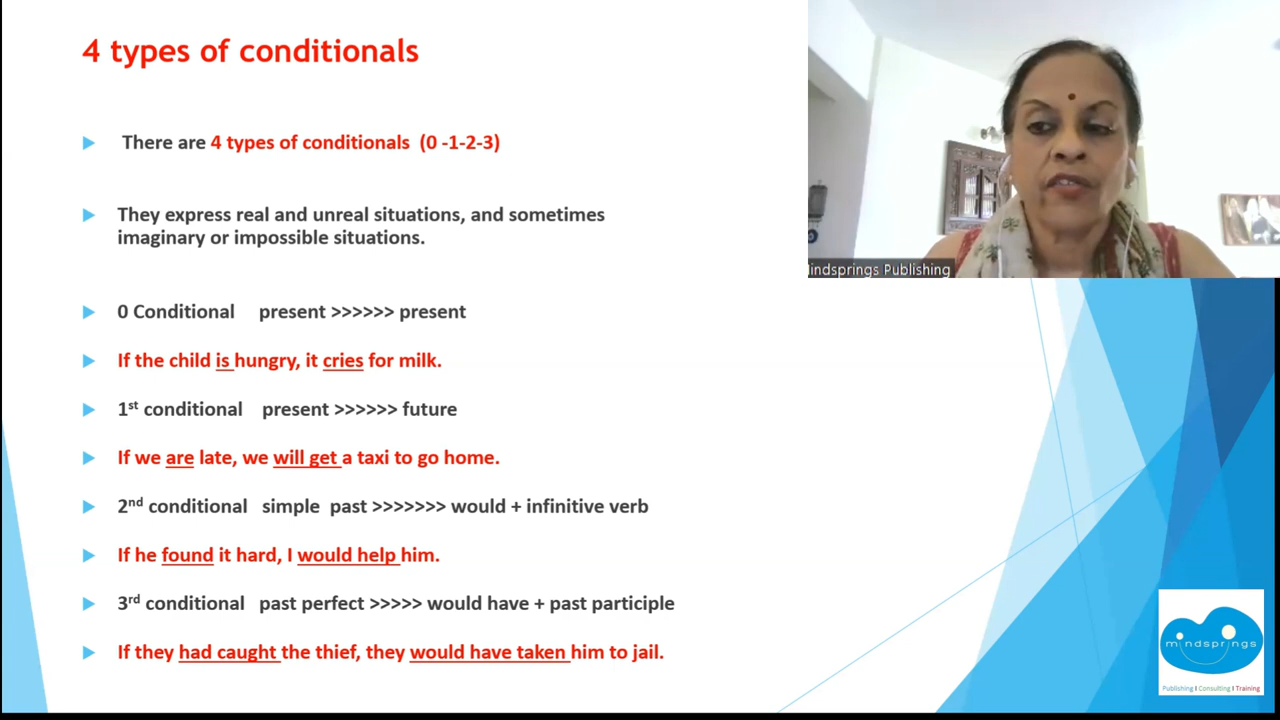 4 types of conditionals
There are 4 types of conditionals (0 -1-2-3)
They express real and unreal situations, and sometimes
imaginary or impossible situations.
0 Conditional present >>>>>> present
If the child is hungry, it cries for milk.
1st conditional present >>>>>> future
If we are late, we will get a taxi to go home.
2nd conditional simple past >>>>>>> would + infinitive verb
If he found it hard, I would help him.
3rd conditional past perfect >>>>> would have + past participle
If they had caught the thief, they would have taken him to jail.
indsprings Publishing
mindsprings
Publishing I Consulting I Training